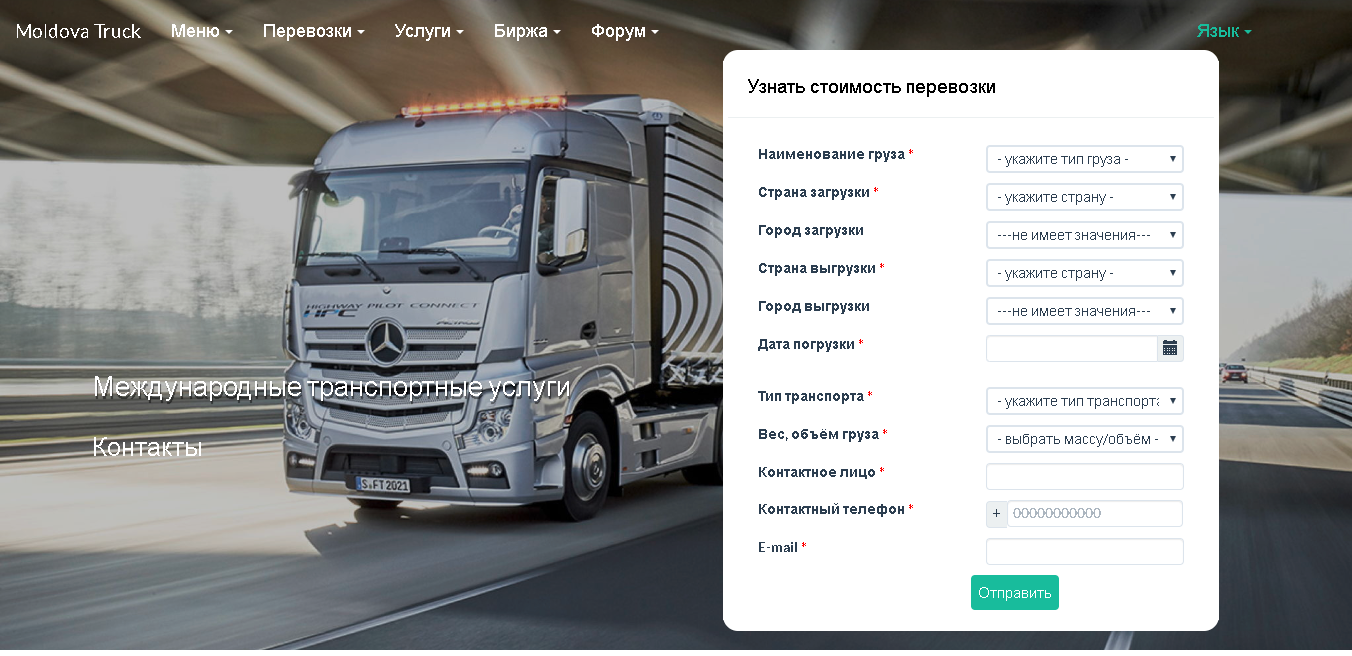 Moldova Truck Меню Перевозки Услуги Биржа Форум Язык
Узнать стоимость перевозки
Наименование груза * - укажите тип груза -
Страна загрузки * - укажите страну -
Город загрузки ---не имеет значения---
Страна выгрузки * - укажите страну -
Город выгрузки ---не имеет значения---
Дата погрузки *
Тип транспорта * - укажите тип транспорта
Вес, объём груза * - выбрать массу/объём -
Контактное лицо *
Контактный телефон * + 00000000000
E-mail *
Отправить
HIGHWAY PILOT CONNECT
HPC
Международные транспортные услуги
Контакты
S FT 2021